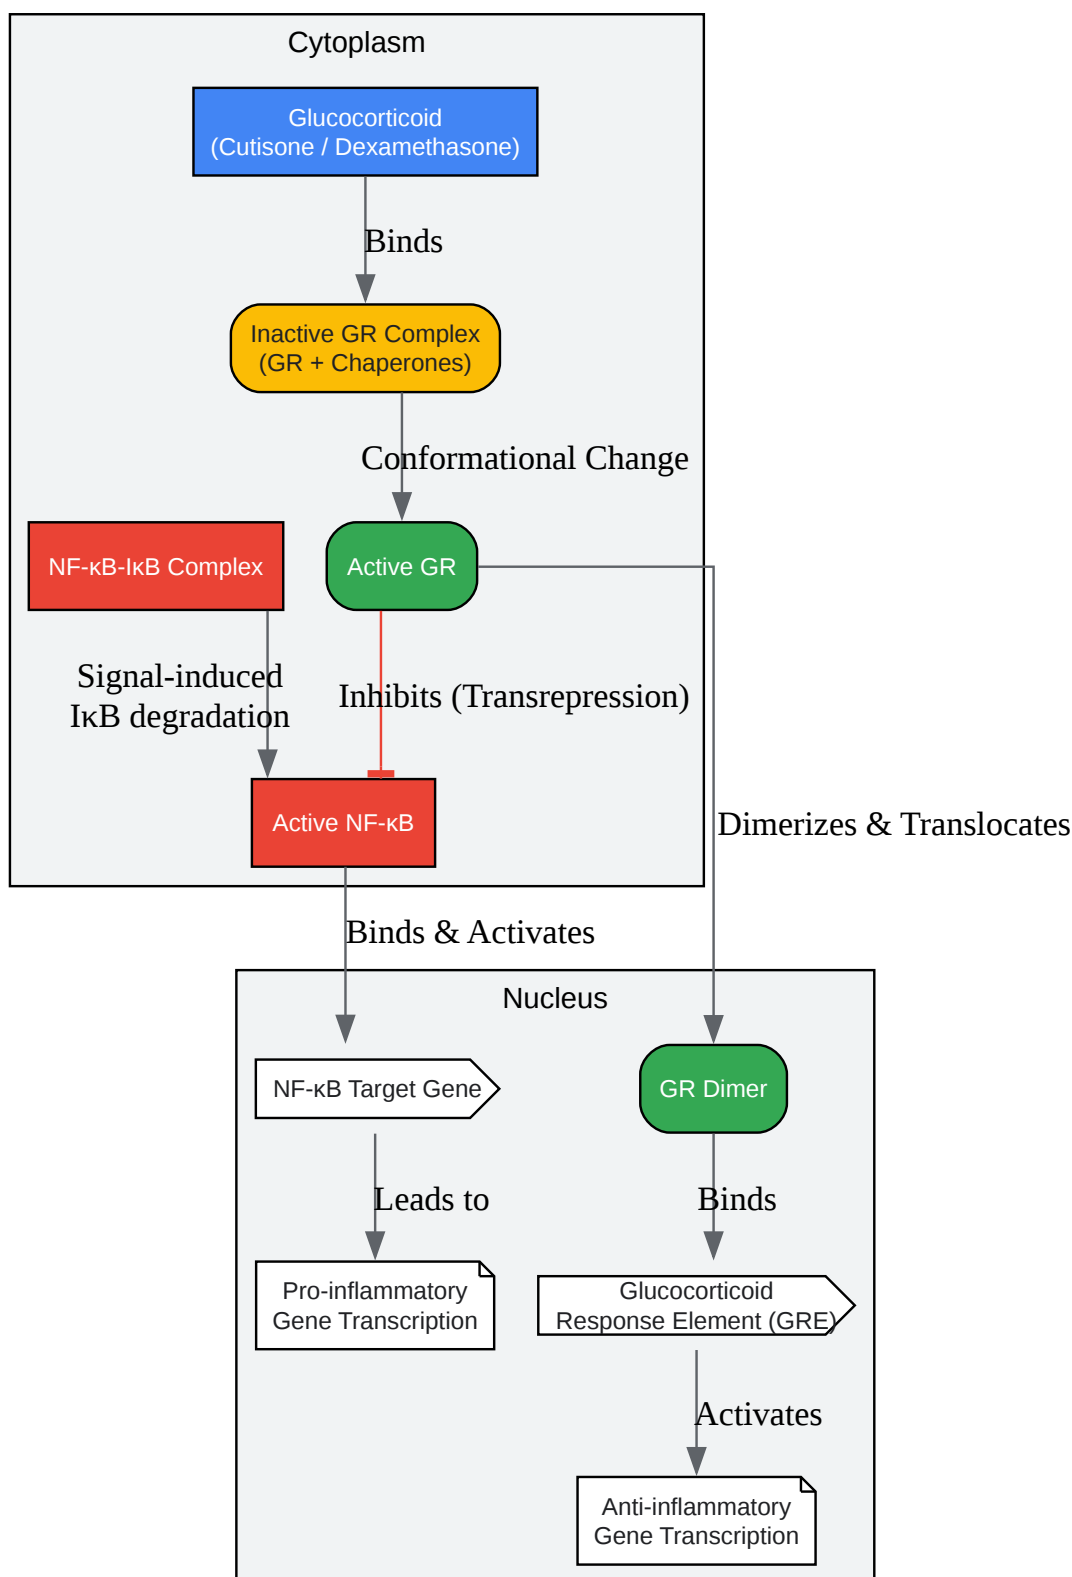 Cytoplasm
Glucocorticoid
(Cutisone / Dexamethasone)
Binds
Inactive GR Complex
(GR + Chaperones)
Conformational Change
NF-κB-IκB Complex
Active GR
Signal-induced
IκB degradation
Inhibits (Transrepression)
Active NF-κB
Dimerizes & Translocates
Binds & Activates
Nucleus
NF-κB Target Gene
GR Dimer
Leads to
Binds
Pro-inflammatory
Gene Transcription
Glucocorticoid
Response Element (GRE)
Activates
Anti-inflammatory
Gene Transcription